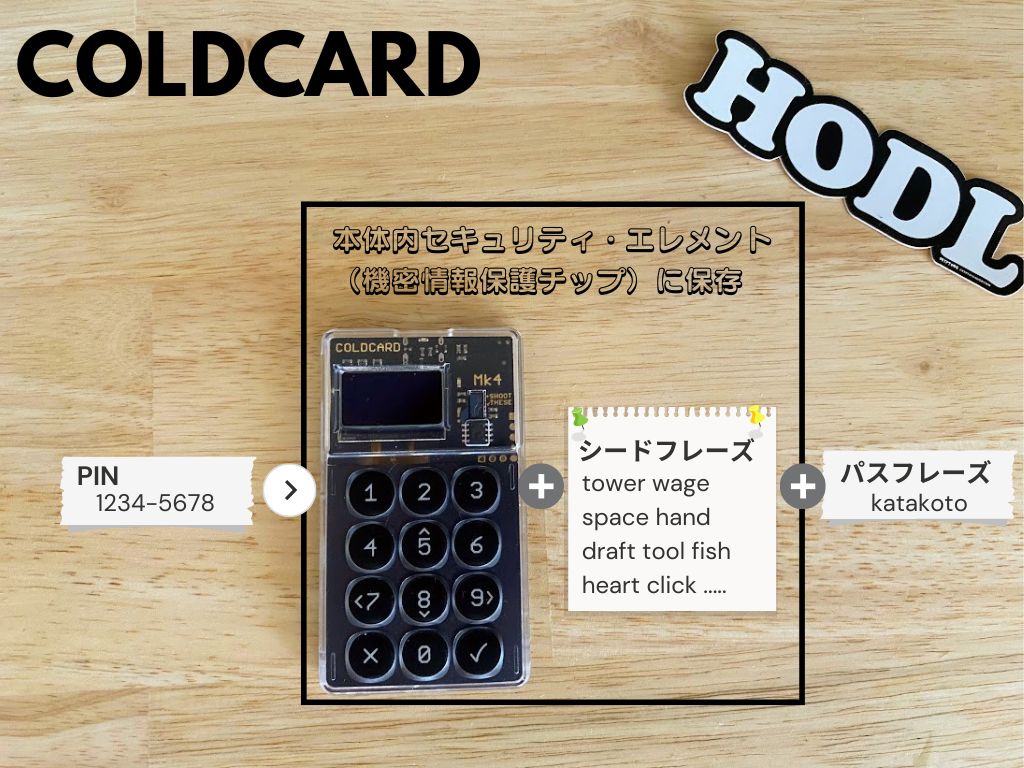 COLDCARD
HODL
本体内セキュリティ・エレメント
（機密情報保護チップ）に保存
COLDCARD
Mk4
SHOOT
THESE
PIN
1234-5678
シードフレーズ
tower wage
space hand
draft tool fish
heart click .....
パスフレーズ
katakoto
1 2 3
4 5 6
<7 8 9>
× 0 ✓